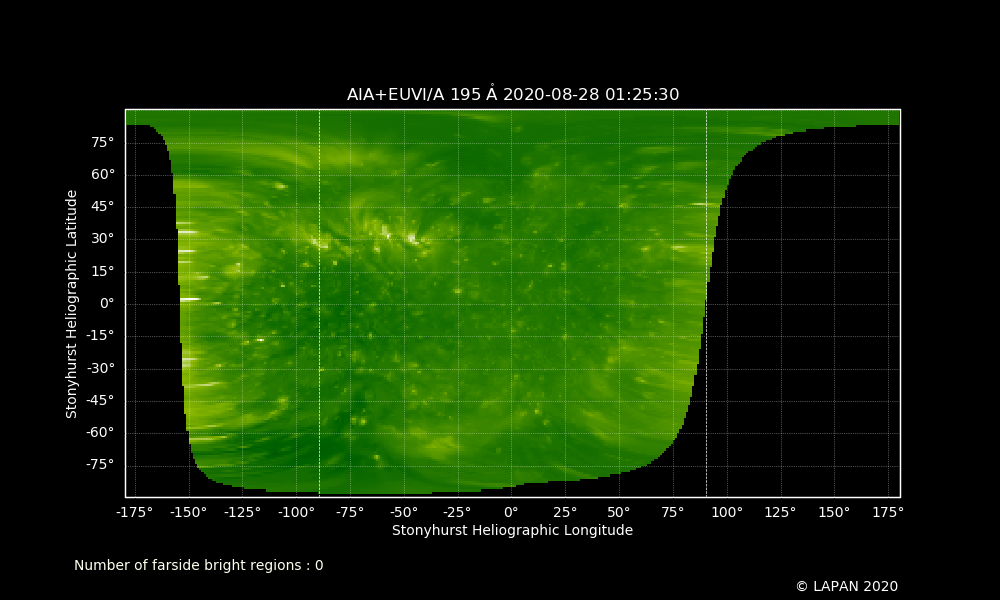 AIA+EUVI/A 195 Å 2020-08-28 01:25:30
Stonyhurst Heliographic Latitude
75°
60°
45°
30°
15°
0°
-15°
-30°
-45°
-60°
-75°
-175° -150° -125° -100° -75° -50° -25° 0° 25° 50° 75° 100° 125° 150° 175°
Stonyhurst Heliographic Longitude
Number of farside bright regions : 0
© LAPAN 2020